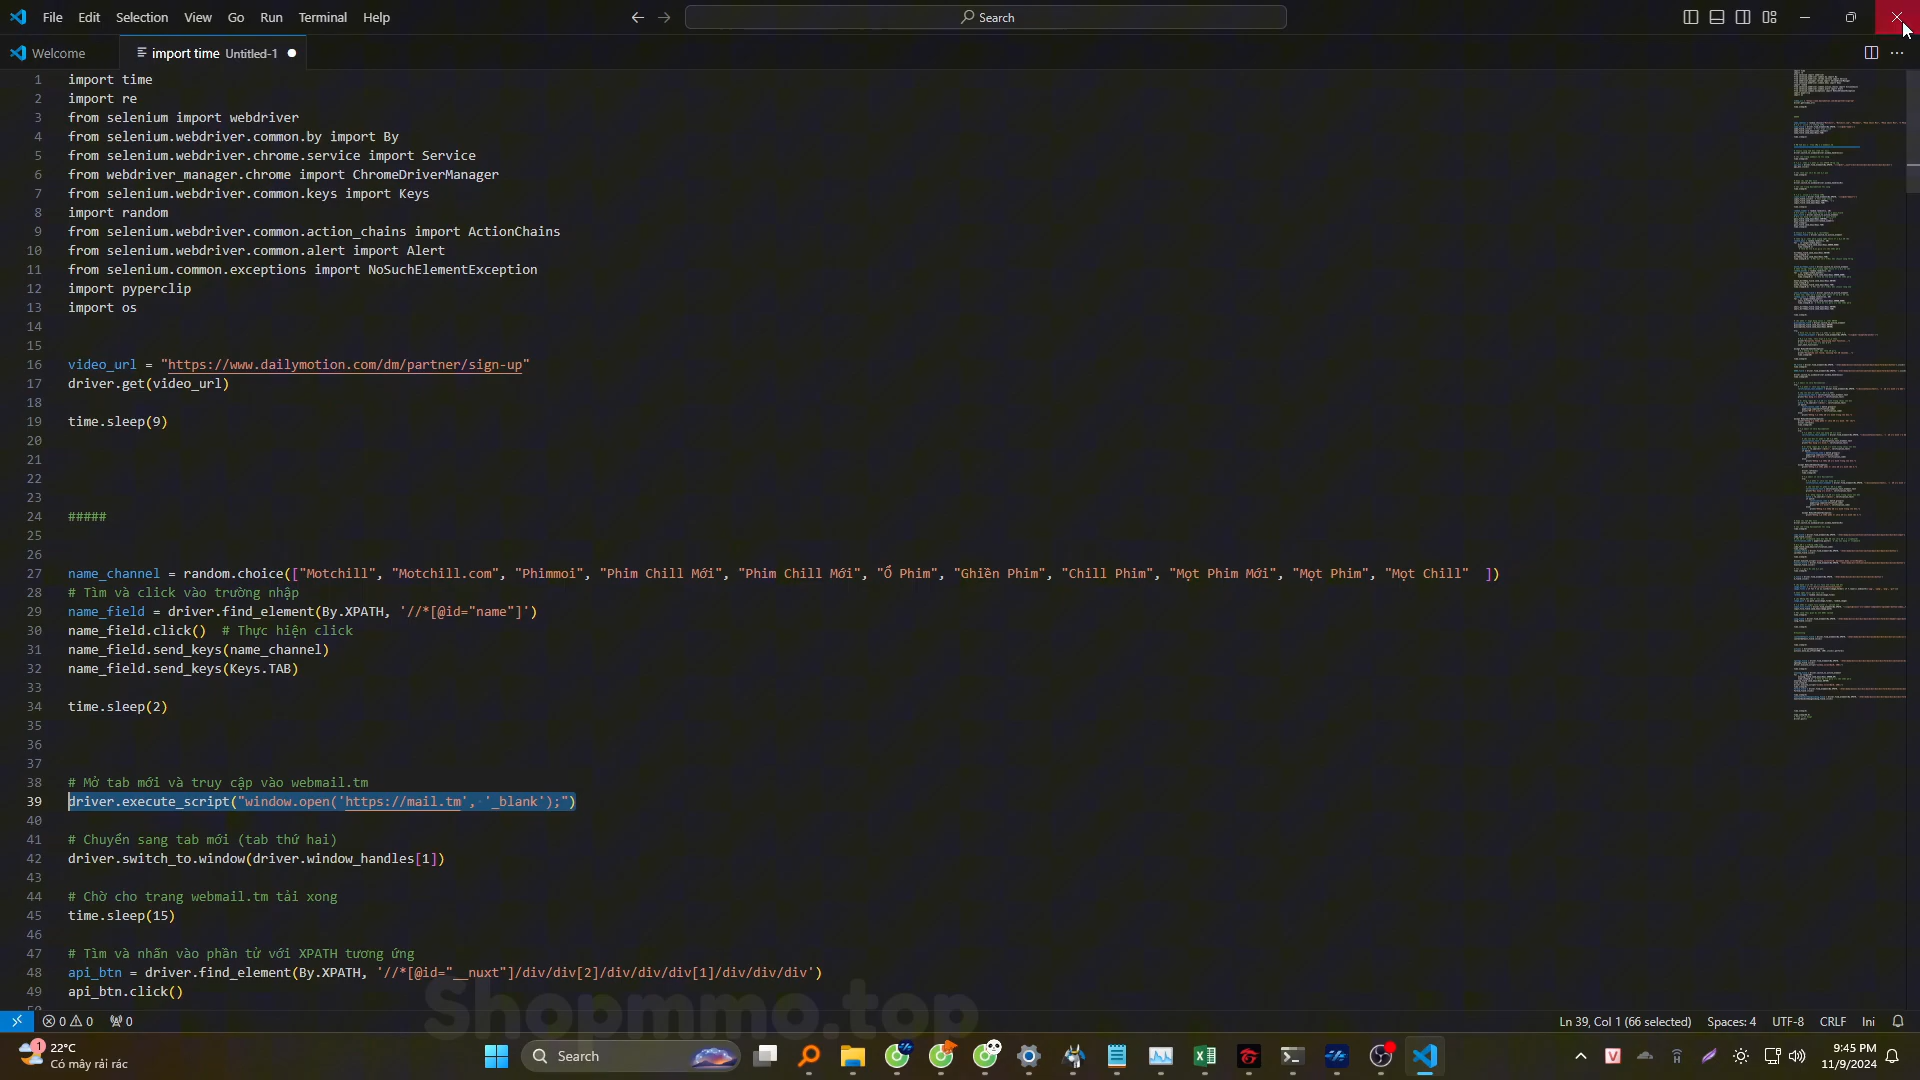 File Edit Selection View Go Run Terminal Help Search
Welcome import time Untitled-1
1 import time
2 import re
3 from selenium import webdriver
4 from selenium.webdriver.common.by import By
5 from selenium.webdriver.chrome.service import Service
6 from webdriver_manager.chrome import ChromeDriverManager
7 from selenium.webdriver.common.keys import Keys
8 import random
9 from selenium.webdriver.common.action_chains import ActionChains
10 from selenium.webdriver.common.alert import Alert
11 from selenium.common.exceptions import NoSuchElementException
12 import pyperclip
13 import os
14
15
16 video_url = "https://www.dailymotion.com/dm/partner/sign-up"
17 driver.get(video_url)
18
19 time.sleep(9)
20
21
22
23
24 #####
25
26
27 name_channel = random.choice(["Motchill", "Motchill.com", "Phimmoi", "Phim Chill Mới", "Phim Chill Mới", "Ổ Phim", "Ghiền Phim", "Chill Phim", "Mọt Phim Mới", "Mọt Phim", "Mọt Chill" ])
28 # Tìm và click vào trường nhập
29 name_field = driver.find_element(By.XPATH, '//*[@id="name"]')
30 name_field.click() # Thực hiện click
31 name_field.send_keys(name_channel)
32 name_field.send_keys(Keys.TAB)
33
34 time.sleep(2)
35
36
37
38 # Mở tab mới và truy cập vào webmail.tm
39 driver.execute_script("window.open('https://mail.tm', '_blank');")
40
41 # Chuyển sang tab mới (tab thứ hai)
42 driver.switch_to.window(driver.window_handles[1])
43
44 # Chờ cho trang webmail.tm tải xong
45 time.sleep(15)
46
47 # Tìm và nhấn vào phần tử với XPATH tương ứng
48 api_btn = driver.find_element(By.XPATH, '//*[@id="__nuxt"]/div/div[2]/div/div/div[1]/div/div/div')
49 api_btn.click()
Shopmmo.top
0 0 0 Ln 39, Col 1 (66 selected) Spaces: 4 UTF-8 CRLF Ini
1 22°C
Có mây rải rác
Search
9:45 PM
11/9/2024